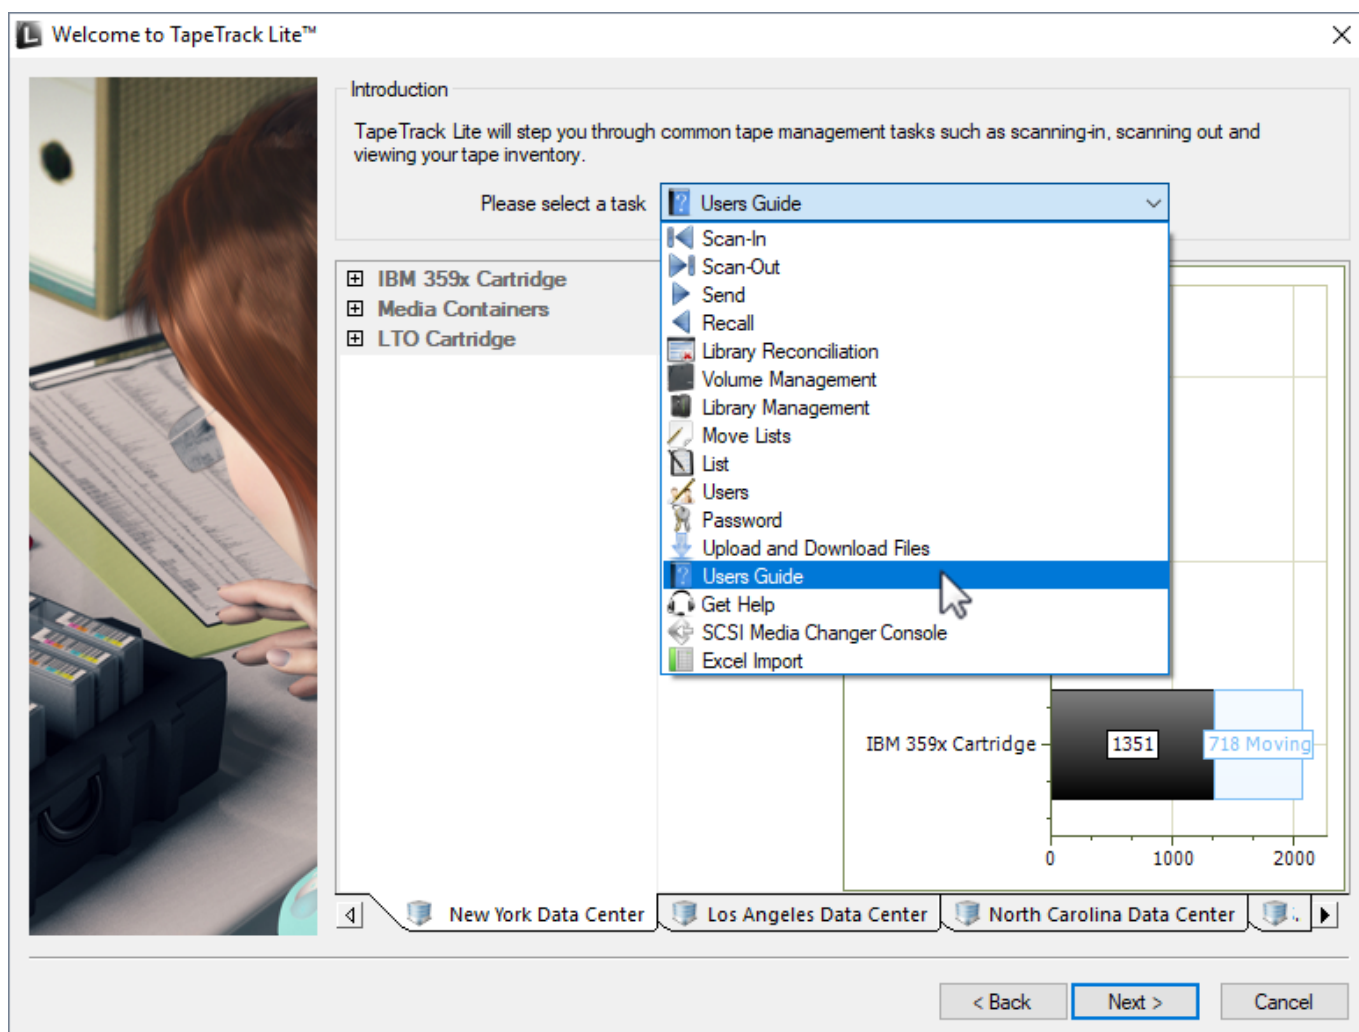 Welcome to TapeTrack Lite™
Introduction
TapeTrack Lite will step you through common tape management tasks such as scanning-in, scanning out and
viewing your tape inventory.
Please select a task
Users Guide
Scan-In
Scan-Out
Send
Recall
Library Reconciliation
Volume Management
Library Management
Move Lists
List
Users
Password
Upload and Download Files
Users Guide
Get Help
SCSI Media Changer Console
Excel Import
IBM 359x Cartridge
Media Containers
LTO Cartridge
IBM 359x Cartridge
1351
718 Moving
0 1000 2000
New York Data Center
Los Angeles Data Center
North Carolina Data Center
< Back
Next >
Cancel